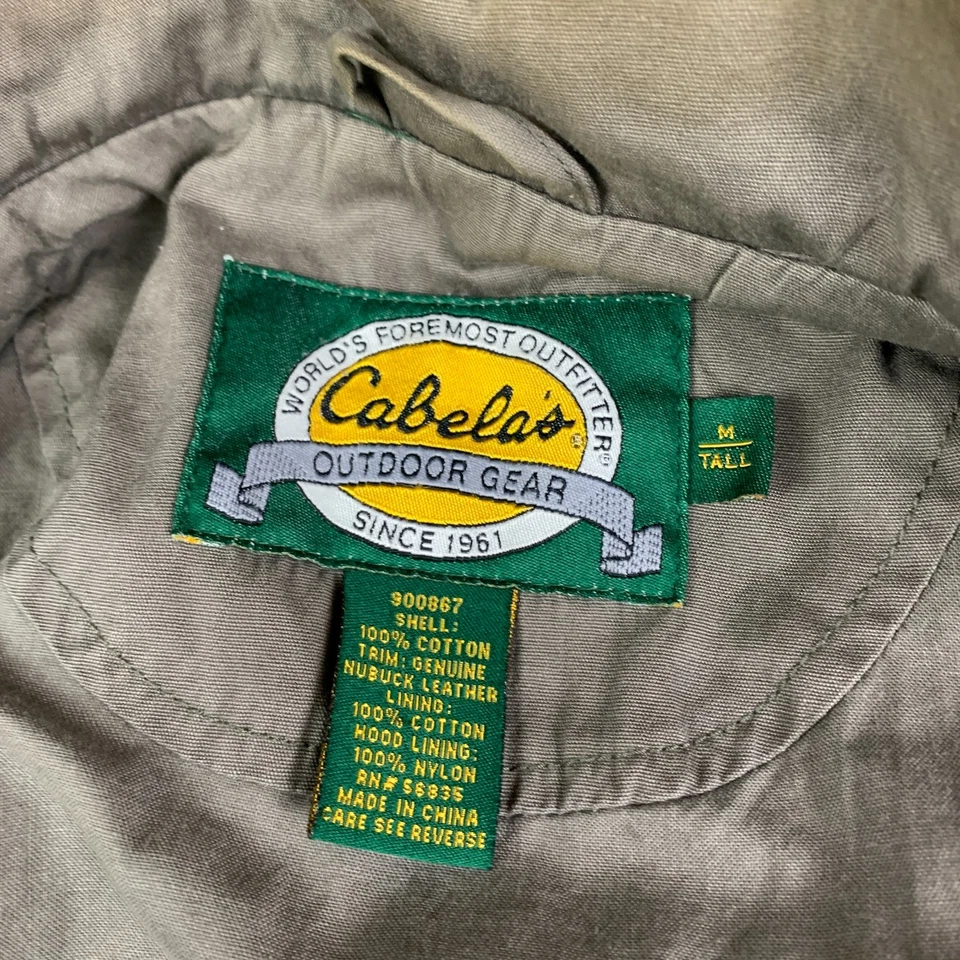 WORLD'S FOREMOST OUTFITTER®
Cabela's®
OUTDOOR GEAR
SINCE 1961
M
TALL
900867
SHELL:
100% COTTON
TRIM: GENUINE
NUBUCK LEATHER
LINING:
100% COTTON
HOOD LINING:
100% NYLON
RN# 56835
MADE IN CHINA
CARE SEE REVERSE